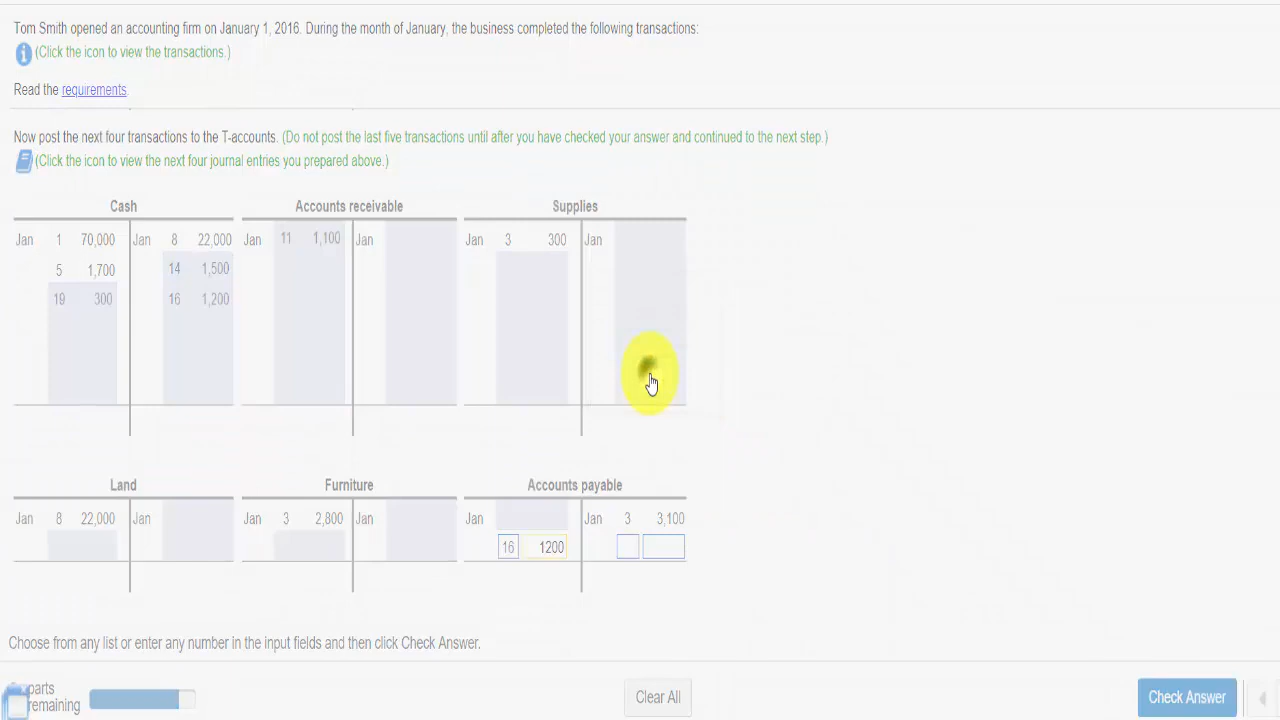 Tom Smith opened an accounting firm on January 1, 2016. During the month of January, the business completed the following transactions:
(Click the icon to view the transactions.)
Read the requirements.
Now post the next four transactions to the T-accounts. (Do not post the last five transactions until after you have checked your answer and continued to the next step.)
(Click the icon to view the next four journal entries you prepared above.)
Cash Accounts receivable Supplies
Jan 1 70,000 Jan 8 22,000 Jan 11 1,100 Jan Jan 3 300 Jan
5 1,700 14 1,500
19 300 16 1,200
Land Furniture Accounts payable
Jan 8 22,000 Jan Jan 3 2,800 Jan Jan Jan 3 3,100
16 1200
Choose from any list or enter any number in the input fields and then click Check Answer.
parts
remaining
Clear All
Check Answer